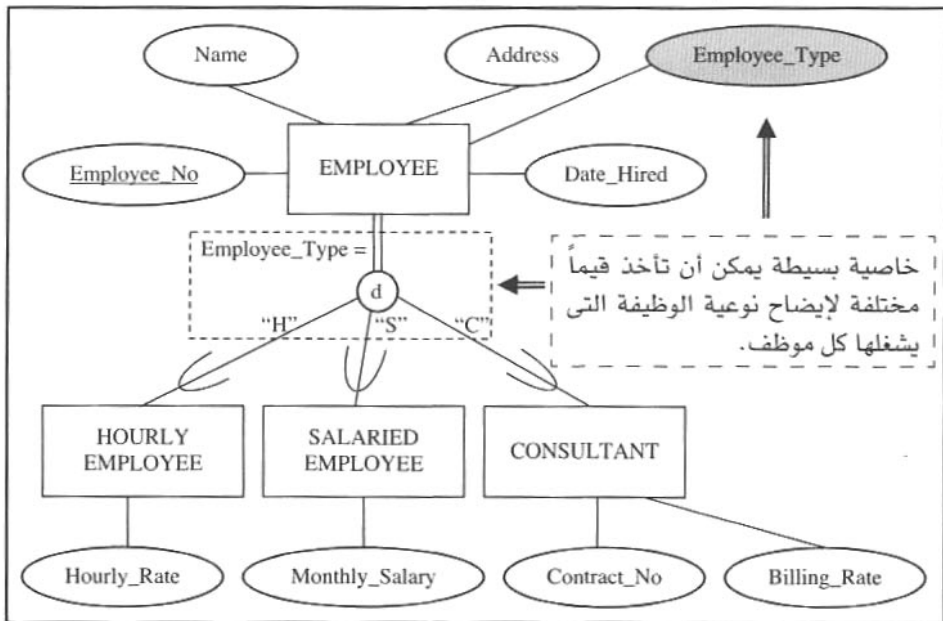 Name
Address
Employee_Type
Employee_No
EMPLOYEE
Date_Hired
Employee_Type =
d
“H”
“S”
“C”
خاصية بسيطة يمكن أن تأخذ قيماً
مختلفة لإيضاح نوعية الوظيفة التى
يشغلها كل موظف.
HOURLY
EMPLOYEE
SALARIED
EMPLOYEE
CONSULTANT
Hourly_Rate
Monthly_Salary
Contract_No
Billing_Rate